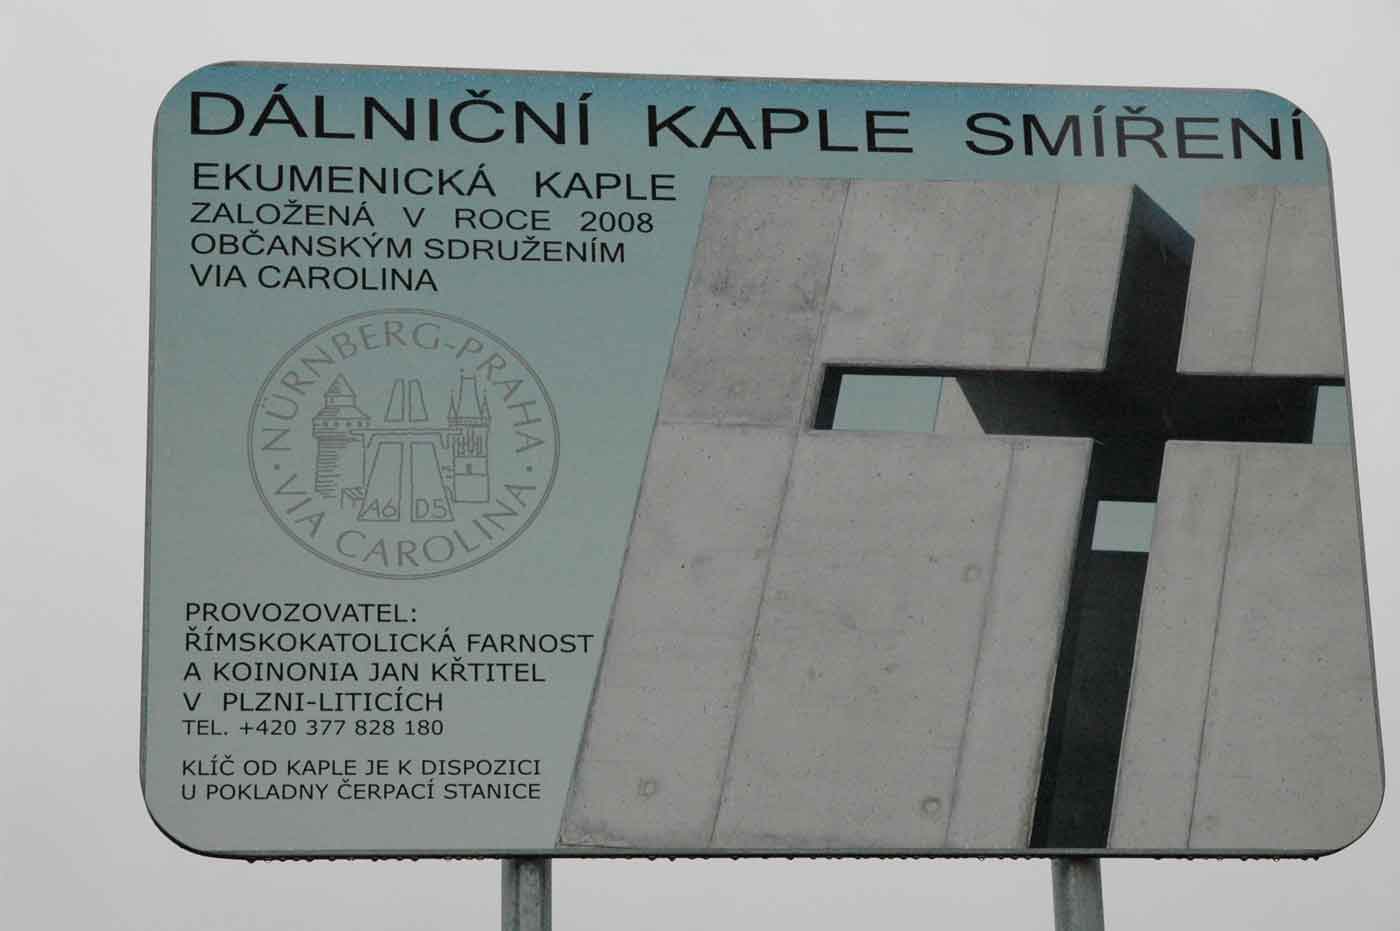 DÁLNIČNÍ KAPLE SMÍŘENÍ
EKUMENICKÁ KAPLE
ZALOŽENÁ V ROCE 2008
OBČANSKÝM SDRUŽENÍM
VIA CAROLINA
NÜRNBERG-PRAHA
A6 D5
· VIA CAROLINA ·
PROVOZOVATEL:
ŘÍMSKOKATOLICKÁ FARNOST
A KOINONIA JAN KŘTITEL
V PLZNI-LITICÍCH
TEL. +420 377 828 180
KLÍČ OD KAPLE JE K DISPOZICI
U POKLADNY ČERPACÍ STANICE